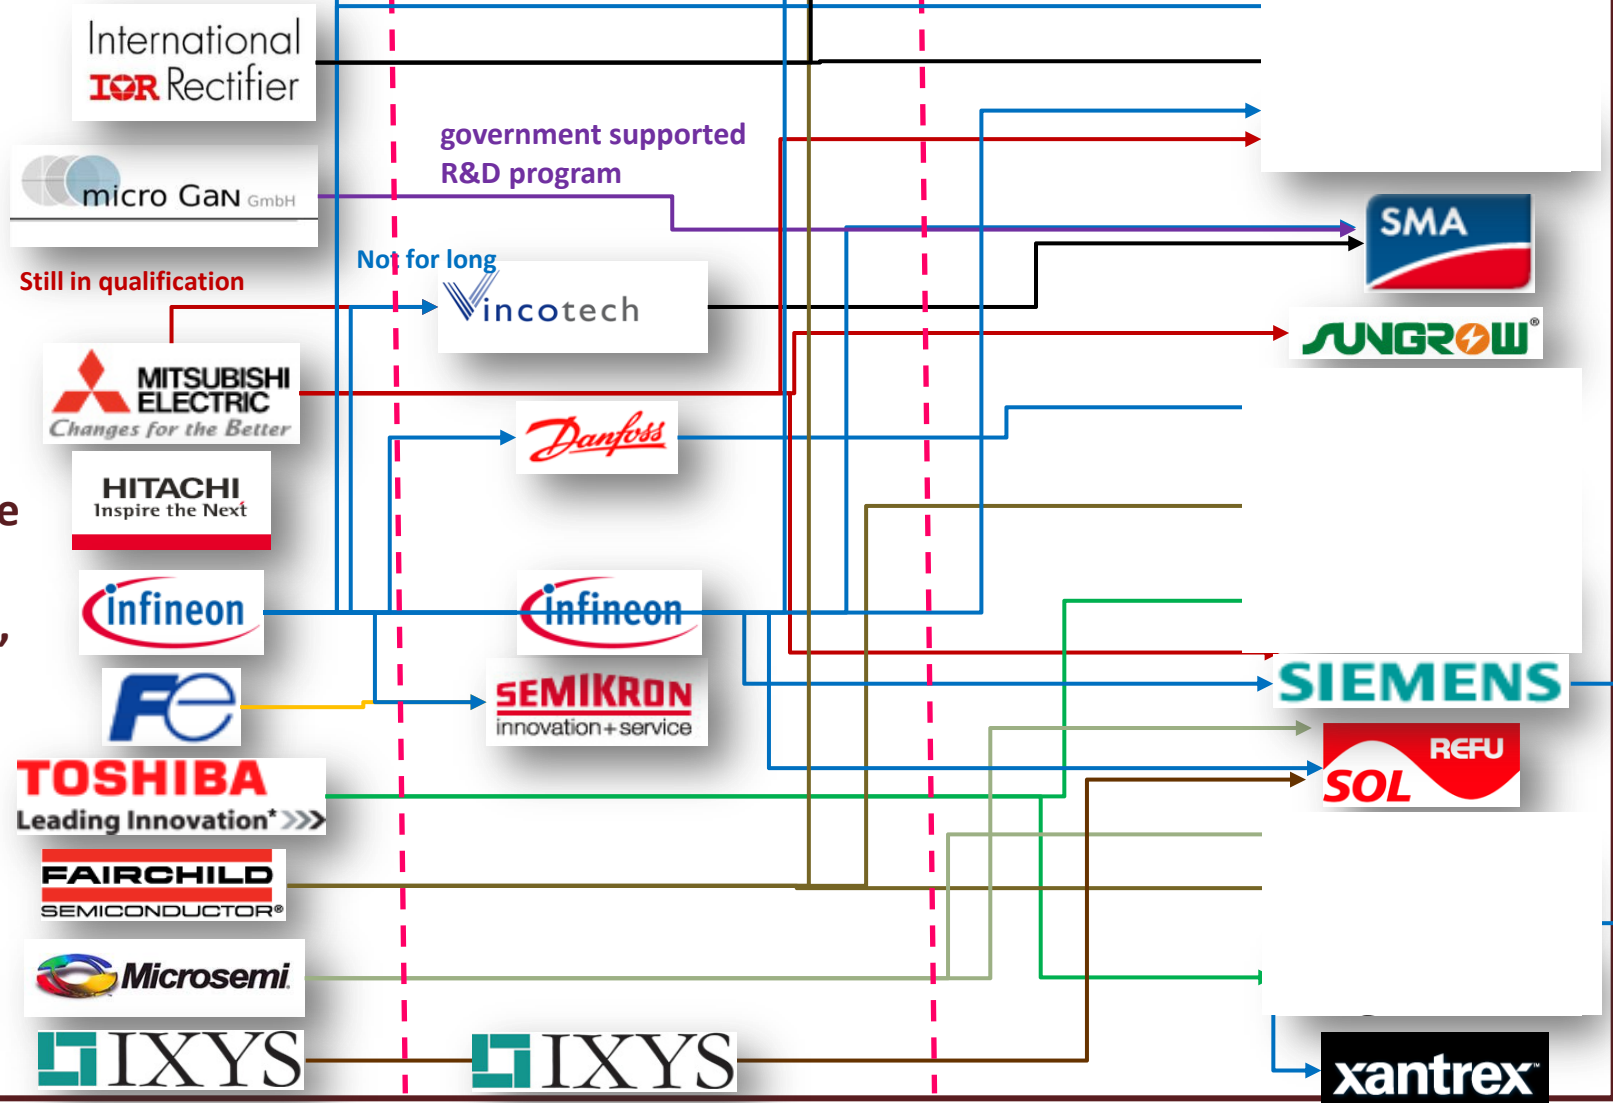 International
IOR Rectifier
government supported
R&D program
micro GaN GmbH
SMA
Not for long
Still in qualification
Vincotech
SUNGROW®
MITSUBISHI
ELECTRIC
Changes for the Better
Danfoss
HITACHI
Inspire the Next
e
infineon
infineon
,
Fe
SEMIKRON
innovation+service
SIEMENS
REFU
SOL
TOSHIBA
Leading Innovation* >>>
FAIRCHILD
SEMICONDUCTOR®
Microsemi.
IXYS
IXYS
xantrex™